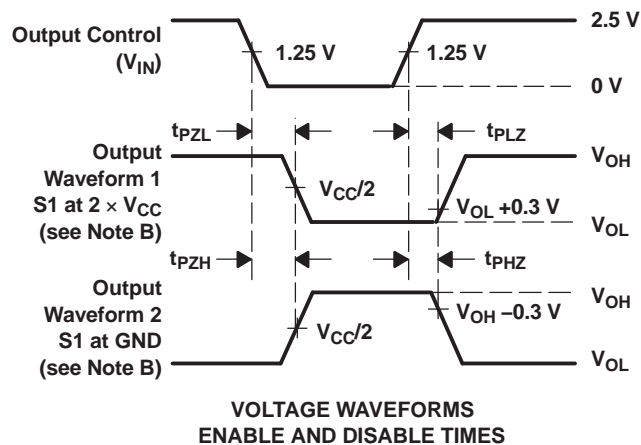 Output Control
(VIN)
1.25 V
1.25 V
2.5 V
0 V
tPZL
tPLZ
Output
Waveform 1
S1 at 2 × VCC
(see Note B)
VCC/2
VOH
VOL +0.3 V
VOL
tPZH
tPHZ
Output
Waveform 2
S1 at GND
(see Note B)
VCC/2
VOH
VOH −0.3 V
VOL
VOLTAGE WAVEFORMS
ENABLE AND DISABLE TIMES